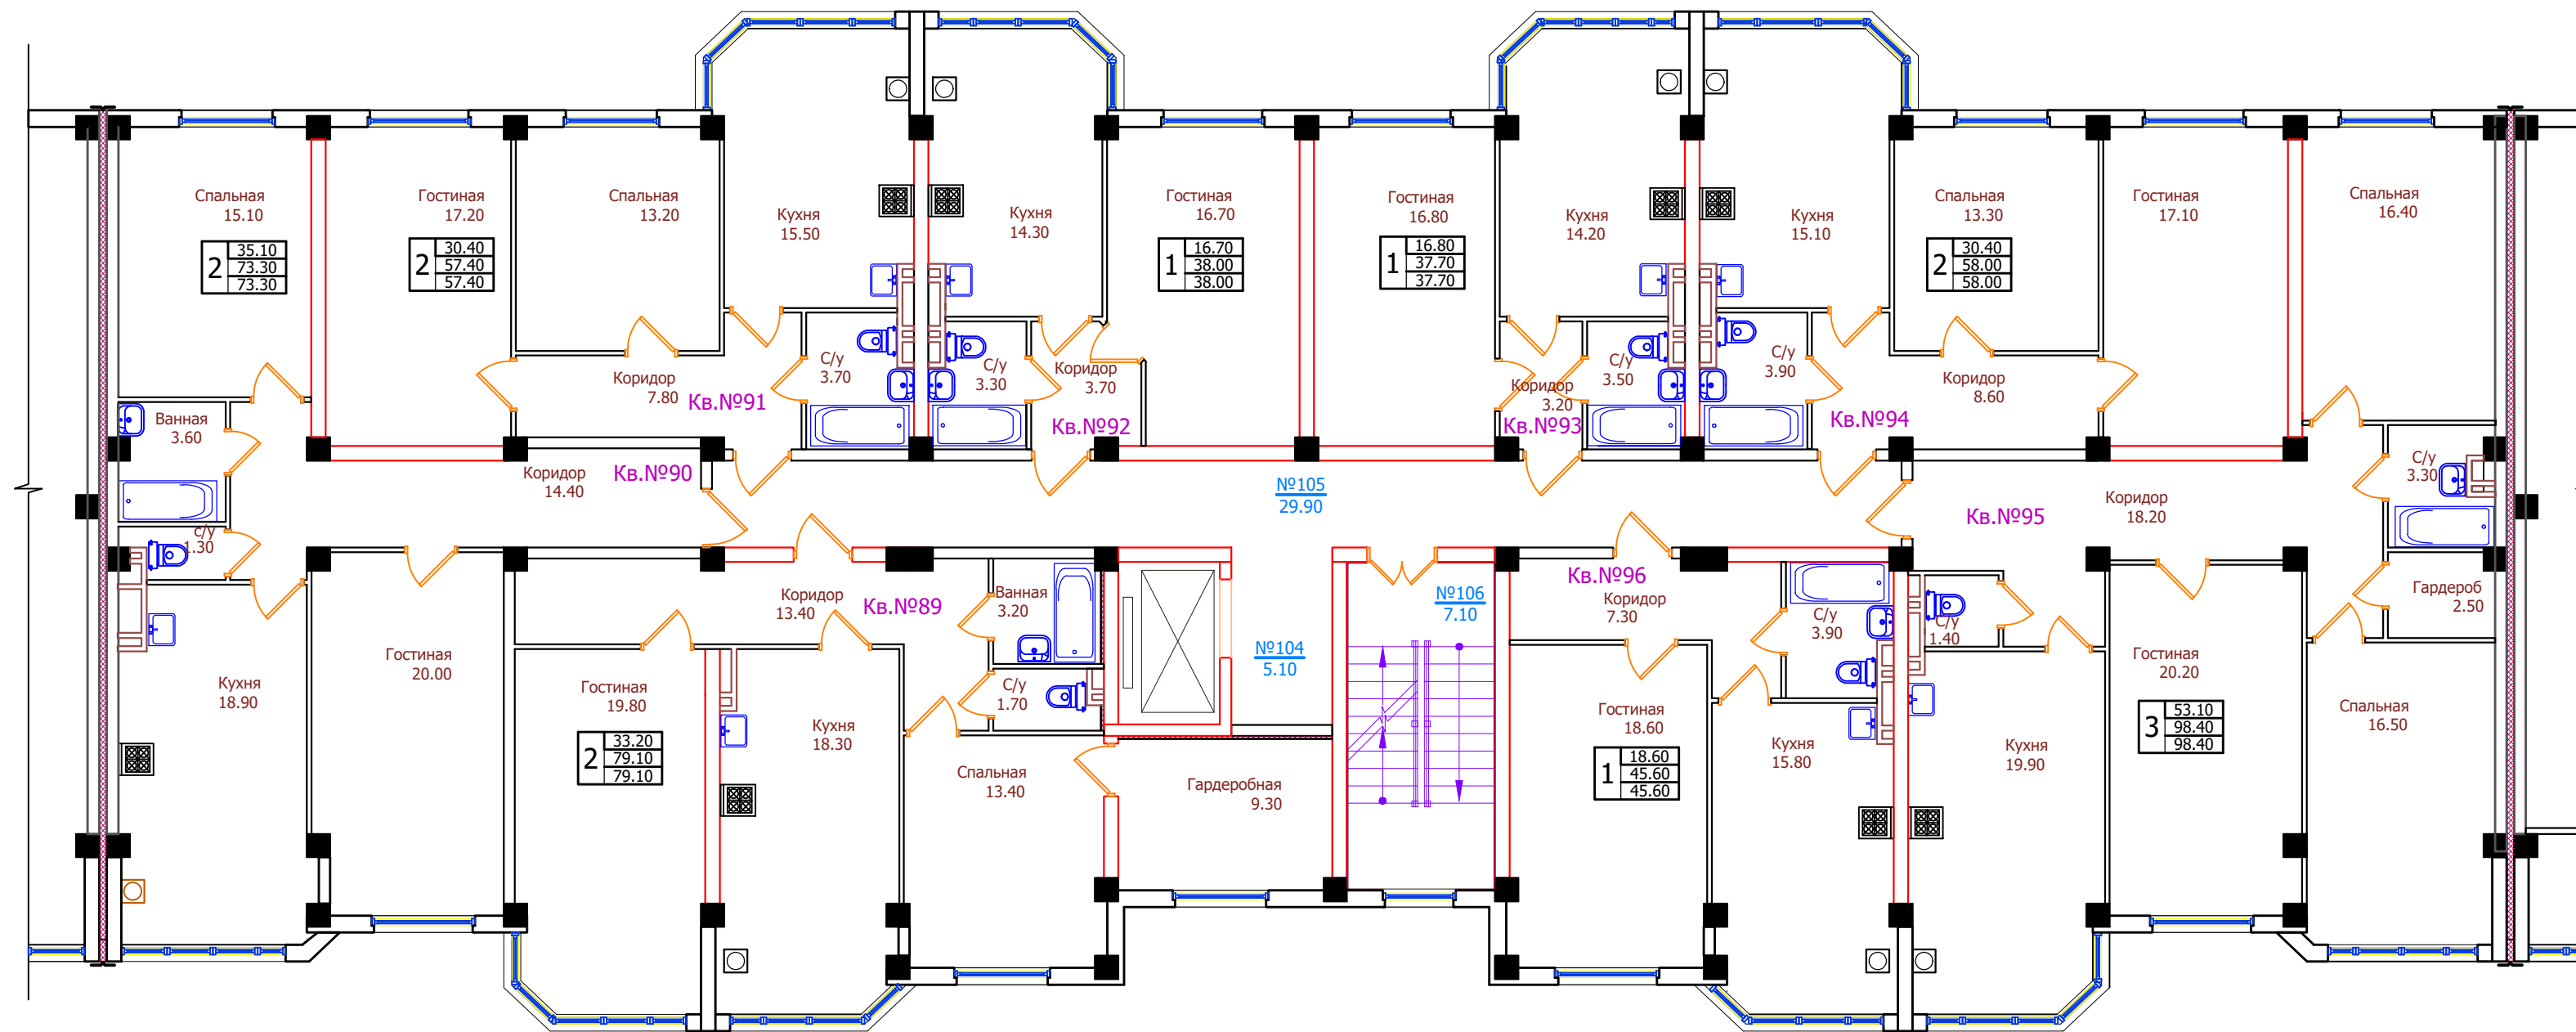 Спальная
15.10
2
35.10
73.30
73.30
Гостиная
17.20
2
30.40
57.40
57.40
Спальная
13.20
Кухня
15.50
Кухня
14.30
Гостиная
16.70
1
16.70
38.00
38.00
Гостиная
16.80
1
16.80
37.70
37.70
Кухня
14.20
Кухня
15.10
Спальная
13.30
2
30.40
58.00
58.00
Гостиная
17.10
Спальная
16.40
Ванная
3.60
Коридор
7.80
Кв.№91
С/у
3.70
С/у
3.30
Коридор
3.70
Кв.№92
Коридор
3.20
Кв.№93
С/у
3.50
С/у
3.90
Кв.№94
Коридор
8.60
С/у
3.30
Коридор
14.40
Кв.№90
№105
29.90
Кв.№95
Коридор
18.20
с/у
1.30
Коридор
13.40
Кв.№89
Ванная
3.20
№104
5.10
№106
7.10
Кв.№96
Коридор
7.30
С/у
3.90
С/у
1.40
Гардероб
2.50
Кухня
18.90
Гостиная
20.00
Гостиная
19.80
2
33.20
79.10
79.10
Кухня
18.30
С/у
1.70
Спальная
13.40
Гардеробная
9.30
Гостиная
18.60
1
18.60
45.60
45.60
Кухня
15.80
Кухня
19.90
Гостиная
20.20
3
53.10
98.40
98.40
Спальная
16.50